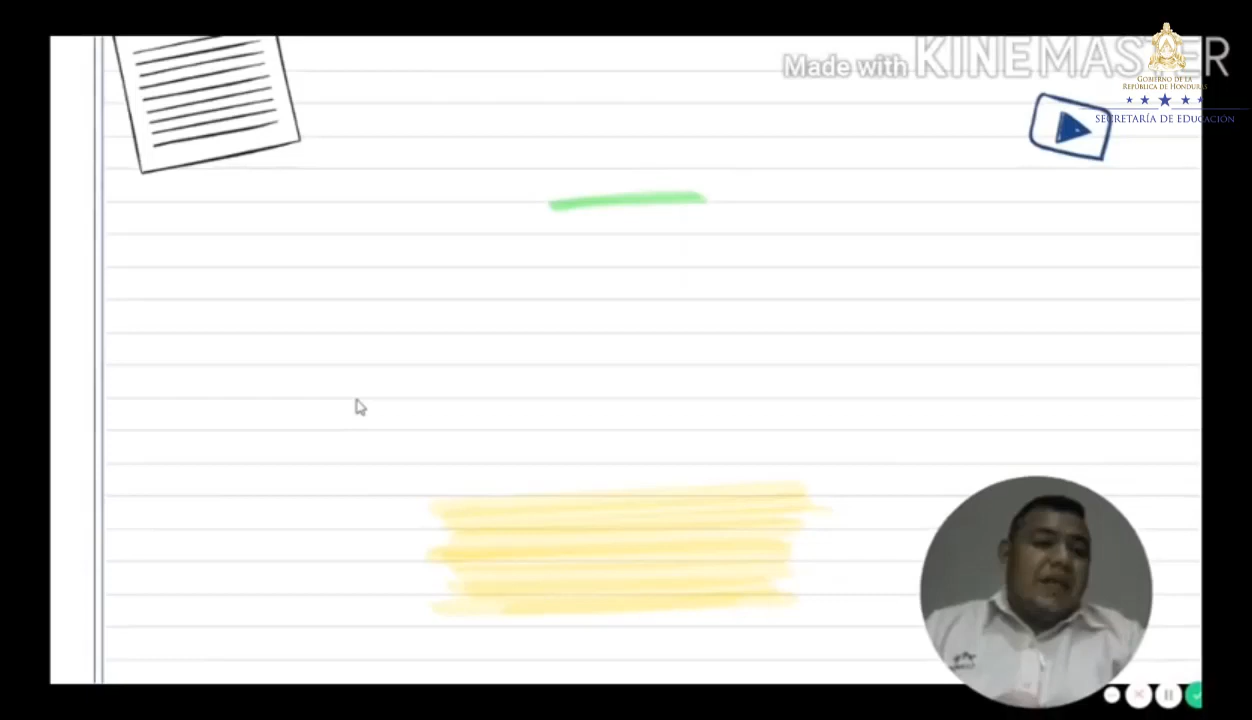 Made with KINEMASTER
GOBIERNO DE LA
REPÚBLICA DE HONDURAS
SECRETARÍA DE EDUCACIÓN